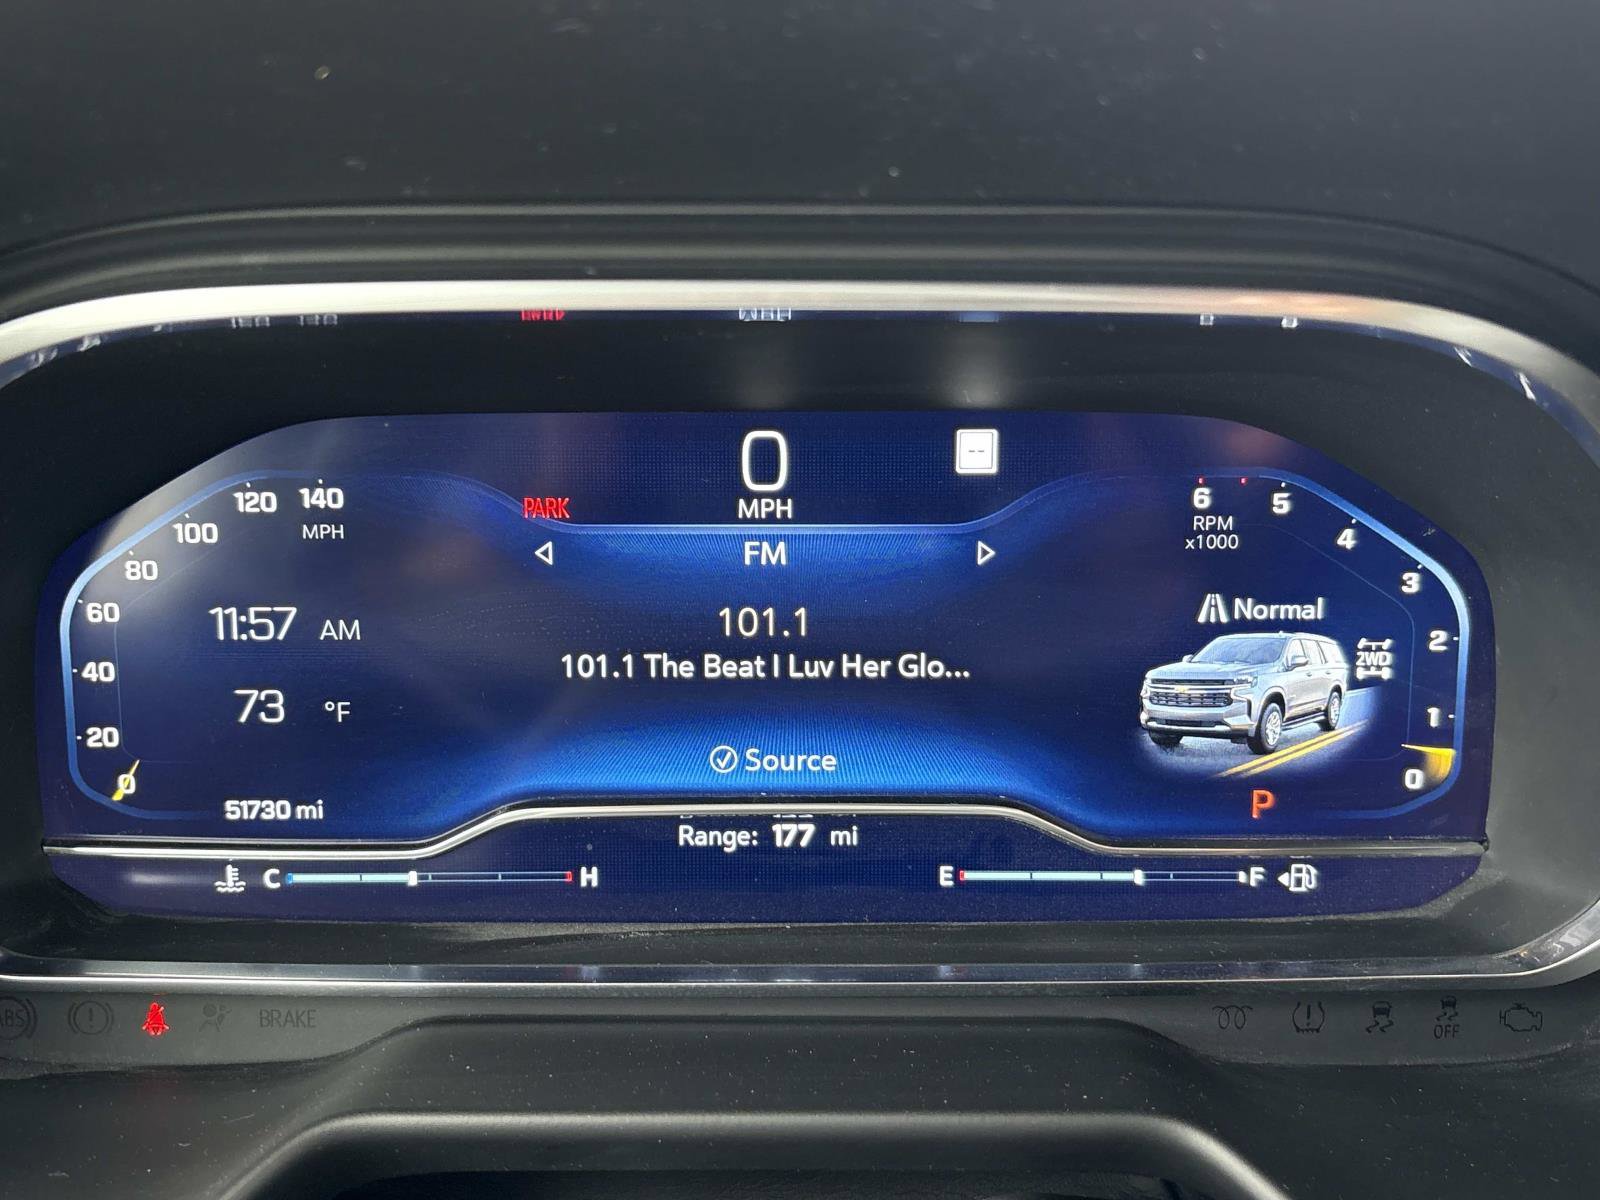 0
MPH
--
PARK
FM
120 140
MPH
100
80
60
40
20
0
11:57 AM
73 °F
51730 mi
101.1
101.1 The Beat I Luv Her Glo...
Source
6
5
RPM
x1000
4
3
2
1
0
Normal
2WD
P
Range: 177 mi
C H
E F
ABS
BRAKE
OFF